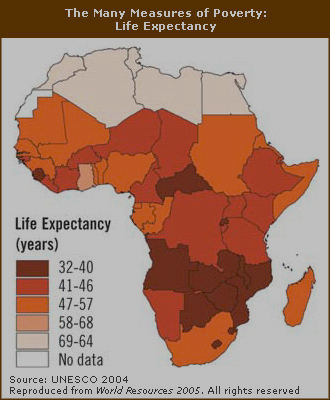 The Many Measures of Poverty:
Life Expectancy
Life Expectancy
(years)
32-40
41-46
47-57
58-68
69-64
No data
Source: UNESCO 2004
Reproduced from World Resources 2005. All rights reserved